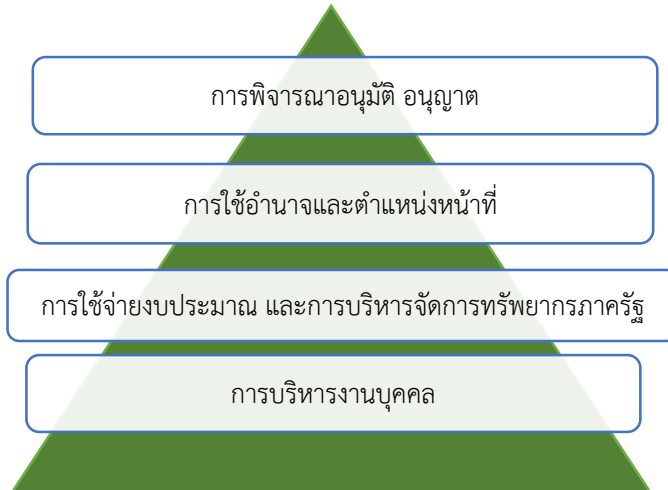 การพิจารณาอนุมัติ อนุญาต
การใช้อำนาจและตำแหน่งหน้าที่
การใช้จ่ายงบประมาณ และการบริหารจัดการทรัพยากรภาครัฐ
การบริหารงานบุคคล